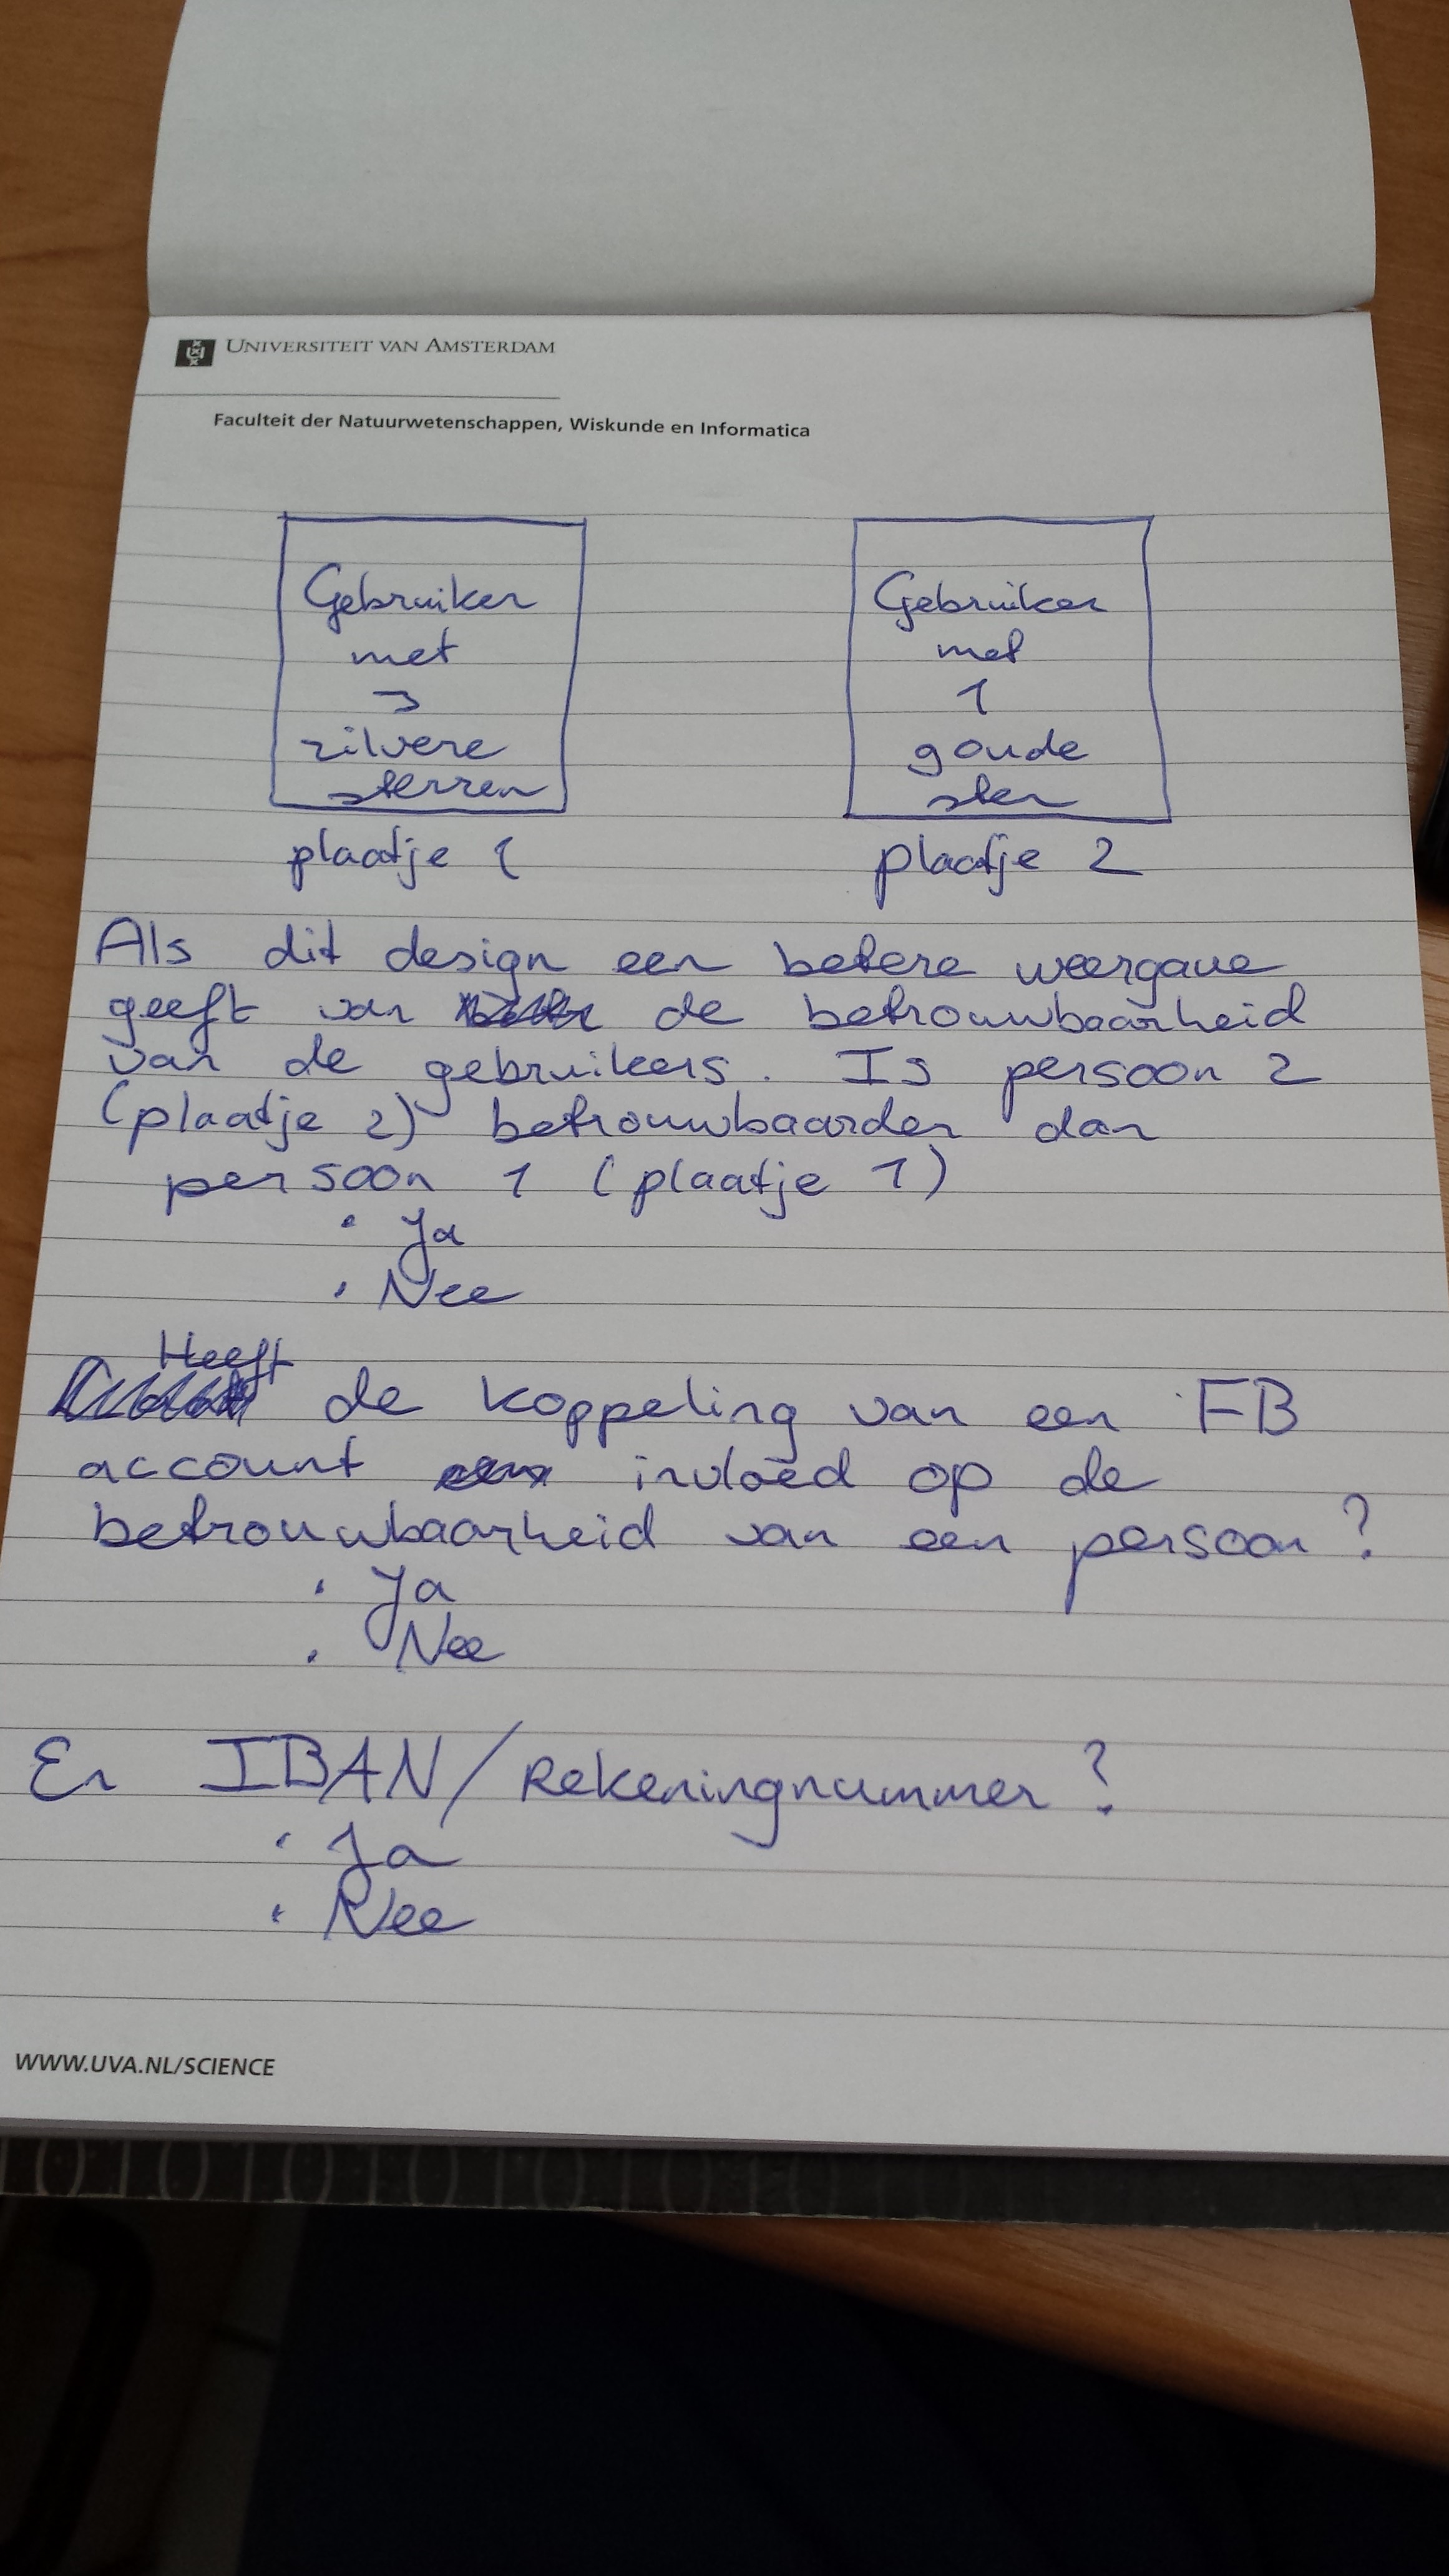 UNIVERSITEIT VAN AMSTERDAM
Faculteit der Natuurwetenschappen, Wiskunde en Informatica
Gebruiker
met
3
zilvere
sterren
plaatje 1
Gebruiker
met
1
goude
ster
plaatje 2
Als dit design een betere weergave
geeft van de betrouwbaarheid
van de gebruikers. Is persoon 2
(plaatje 2) betrouwbaarder dan
persoon 1 (plaatje 1)
· Ja
· Nee
Heeft
de koppeling van een FB
account invloed op de
betrouwbaarheid van een persoon?
· Ja
· Nee
En IBAN/Rekeningnummer?
· Ja
· Nee
WWW.UVA.NL/SCIENCE